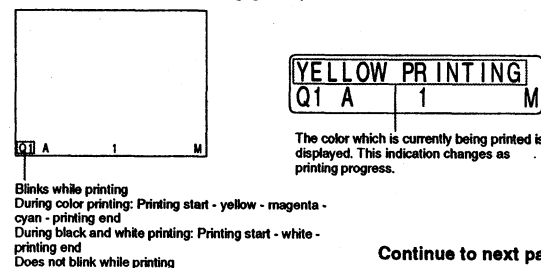 Q1 A 1 M
Blinks while printing
During color printing: Printing start - yellow - magenta -
cyan - printing end
During black and white printing: Printing start - white -
printing end
Does not blink while printing
YELLOW PRINTING
Q1 A 1 M
The color which is currently being printed is
displayed. This indication changes as
printing progress.
Continue to next pa